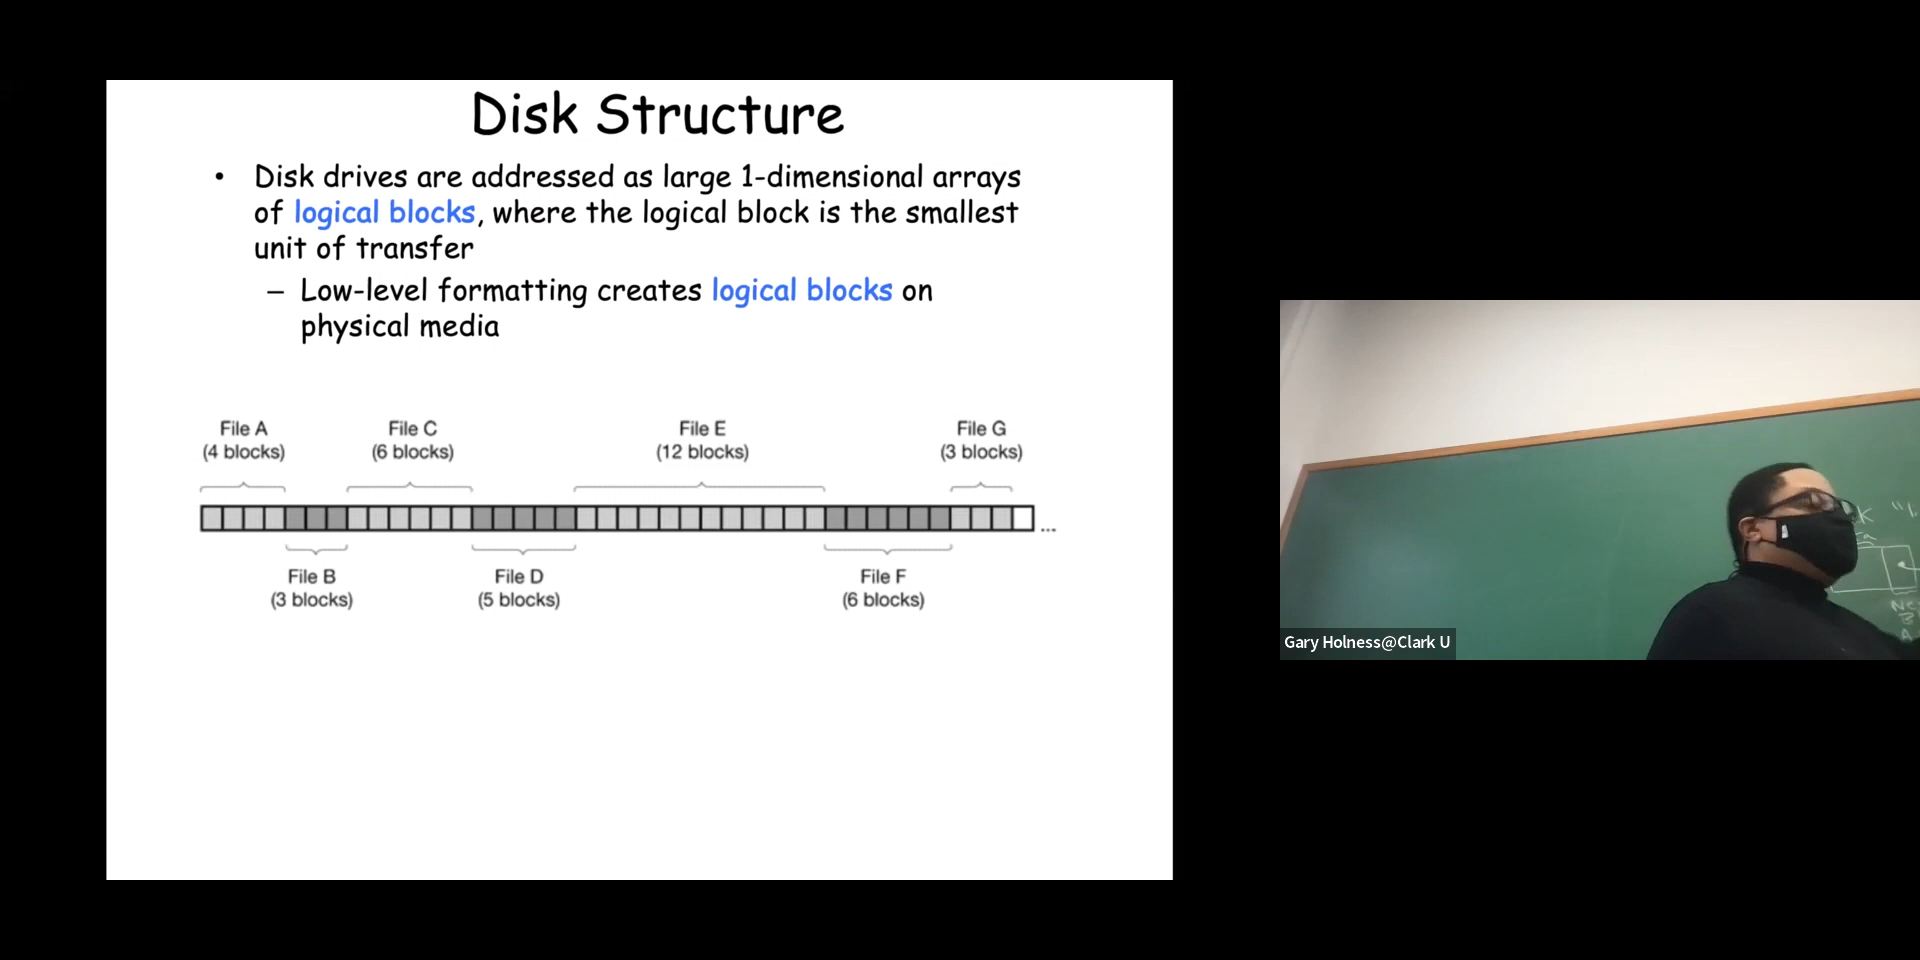 Disk Structure
• Disk drives are addressed as large 1-dimensional arrays
of logical blocks, where the logical block is the smallest
unit of transfer
– Low-level formatting creates logical blocks on
physical media
File A
(4 blocks)
File C
(6 blocks)
File E
(12 blocks)
File G
(3 blocks)
...
File B
(3 blocks)
File D
(5 blocks)
File F
(6 blocks)
Gary Holness@Clark U